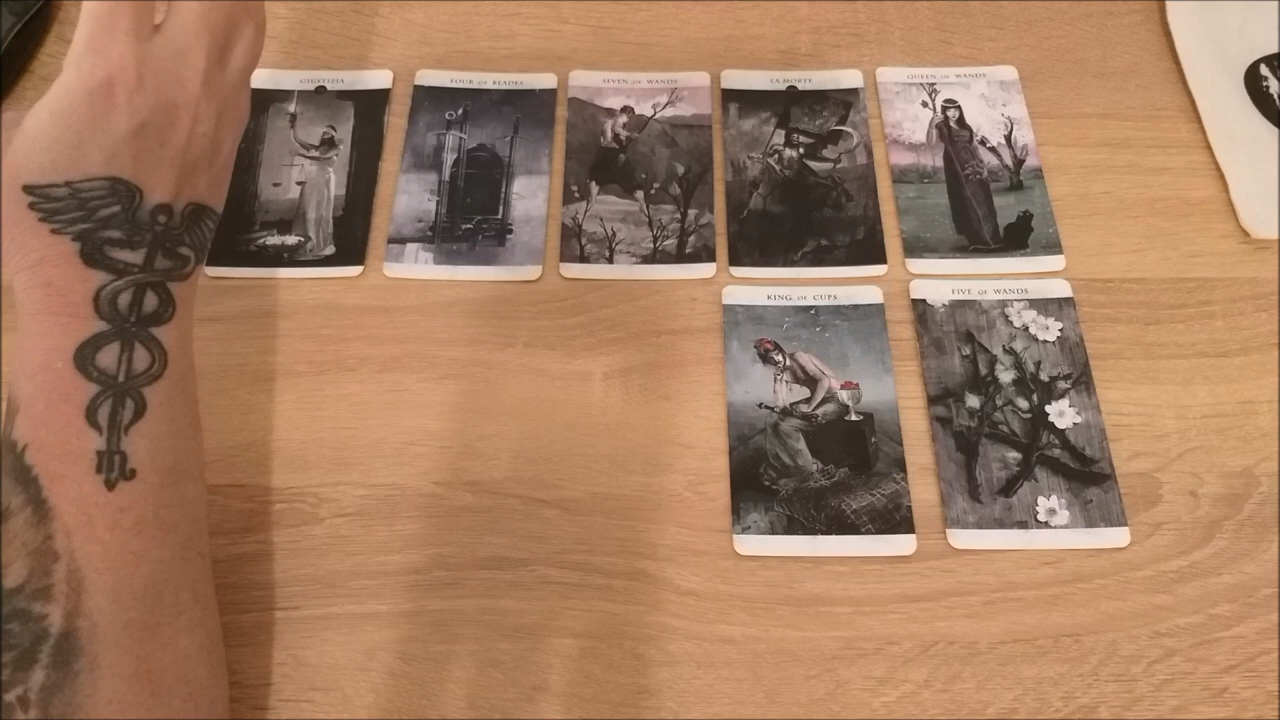 GIUSTIZIA
FOUR OF BLADES
SEVEN OF WANDS
LA MORTE
QUEEN OF WANDS
KING OF CUPS
FIVE OF WANDS